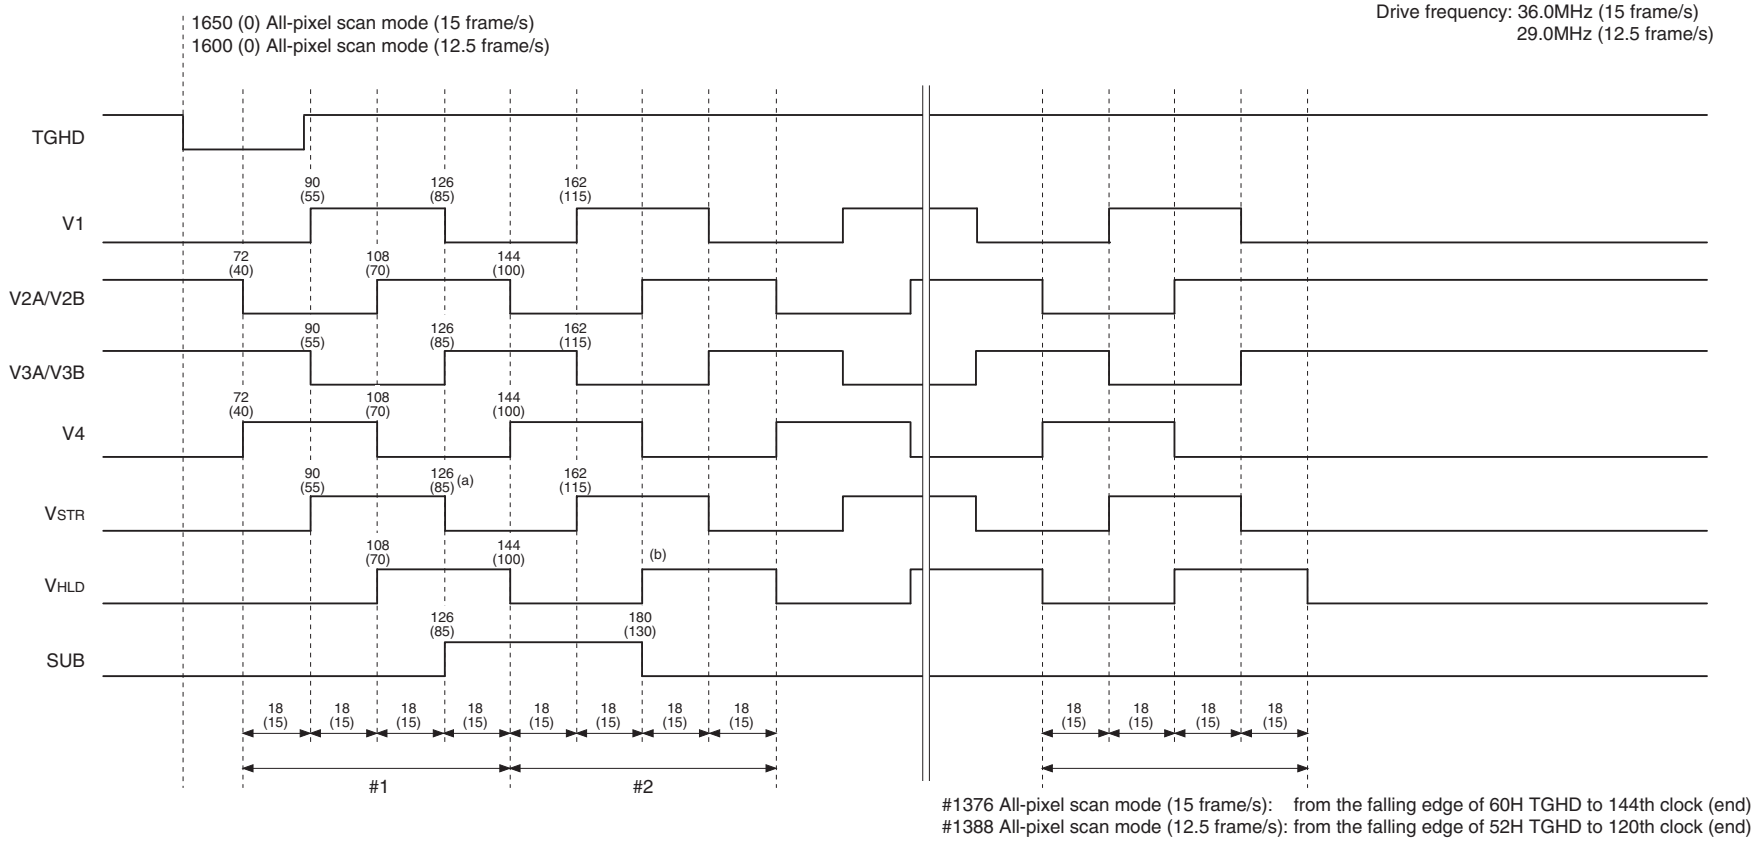 1650 (0) All-pixel scan mode (15 frame/s)
1600 (0) All-pixel scan mode (12.5 frame/s)
Drive frequency: 36.0MHz (15 frame/s)
29.0MHz (12.5 frame/s)
TGHD
90 126 162
(55) (85) (115)
V1
72 108 144
(40) (70) (100)
V2A/V2B
90 126 162
(55) (85) (115)
V3A/V3B
72 108 144
(40) (70) (100)
V4
90 126 (a) 162
(55) (85) (115)
VSTR
108 144 (b)
(70) (100)
VHLD
126 180
(85) (130)
SUB
18 18 18 18 18 18 18 18 18 18 18 18
(15) (15) (15) (15) (15) (15) (15) (15) (15) (15) (15) (15)
#1 #2
#1376 All-pixel scan mode (15 frame/s): from the falling edge of 60H TGHD to 144th clock (end)
#1388 All-pixel scan mode (12.5 frame/s): from the falling edge of 52H TGHD to 120th clock (end)